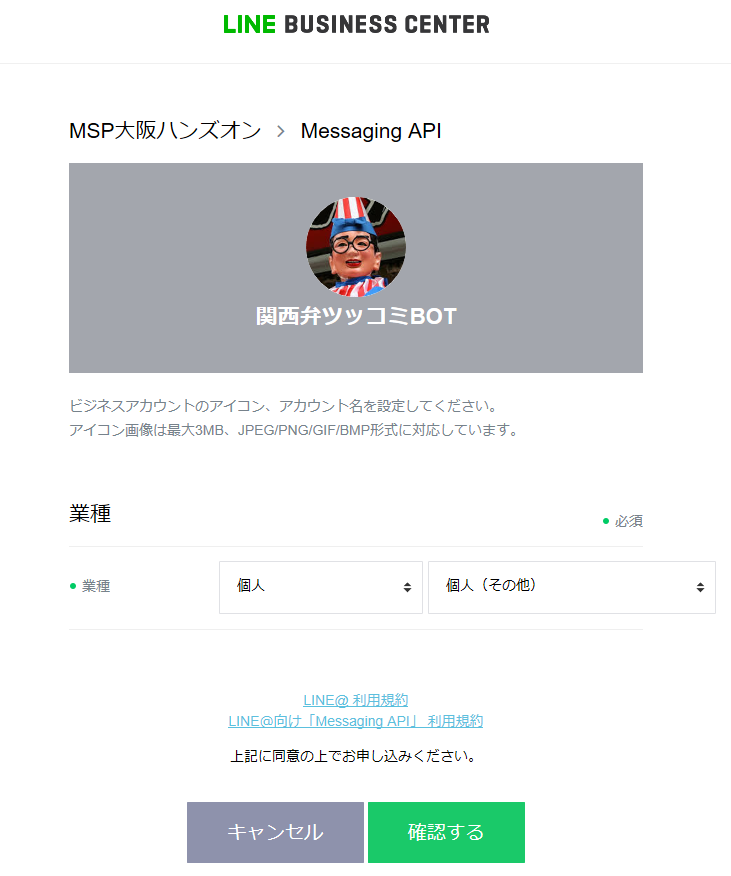 LINE BUSINESS CENTER
MSP大阪ハンズオン > Messaging API
関西弁ツッコミBOT
ビジネスアカウントのアイコン、アカウント名を設定してください。
アイコン画像は最大3MB、JPEG/PNG/GIF/BMP形式に対応しています。
業種
必須
業種 個人 個人（その他）
LINE@ 利用規約
LINE@向け「Messaging API」 利用規約
上記に同意の上でお申し込みください。
キャンセル 確認する